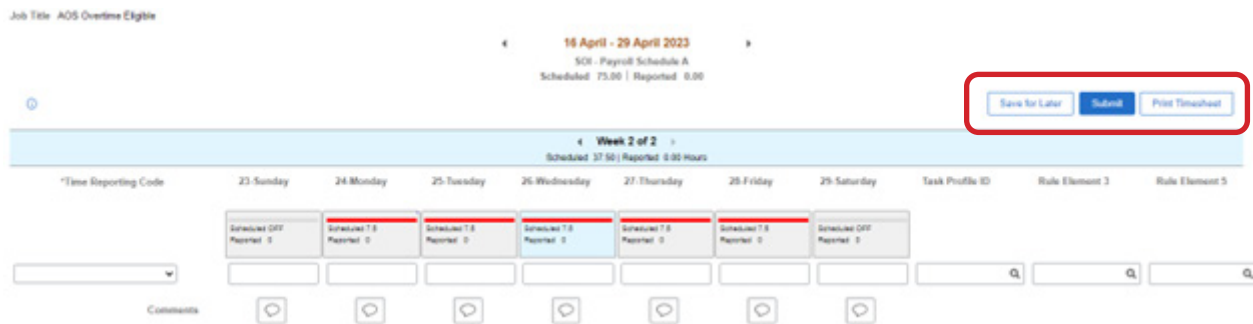 Job Title AOS Overtime Eligible
16 April - 29 April 2023
SOI - Payroll Schedule A
Scheduled 75.00 | Reported 0.00
Save for Later Submit Print Timesheet
Week 2 of 2
Scheduled 37.50 | Reported 0.00 Hours
*Time Reporting Code 23-Sunday 24-Monday 25-Tuesday 26-Wednesday 27-Thursday 28-Friday 29-Saturday Task Profile ID Rule Element 3 Rule Element 5
Scheduled OFF Scheduled 7.5 Scheduled 7.5 Scheduled 7.5 Scheduled 7.5 Scheduled 7.5 Scheduled OFF
Reported 0 Reported 0 Reported 0 Reported 0 Reported 0 Reported 0 Reported 0
Comments